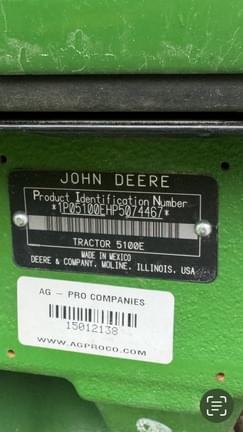 JOHN DEERE
Product Identification Number
*1P05100EHP5074467*
TRACTOR 5100E
MADE IN MEXICO
DEERE & COMPANY, MOLINE, ILLINOIS, USA
AG - PRO COMPANIES
15012138
WWW.AGPROCO.COM